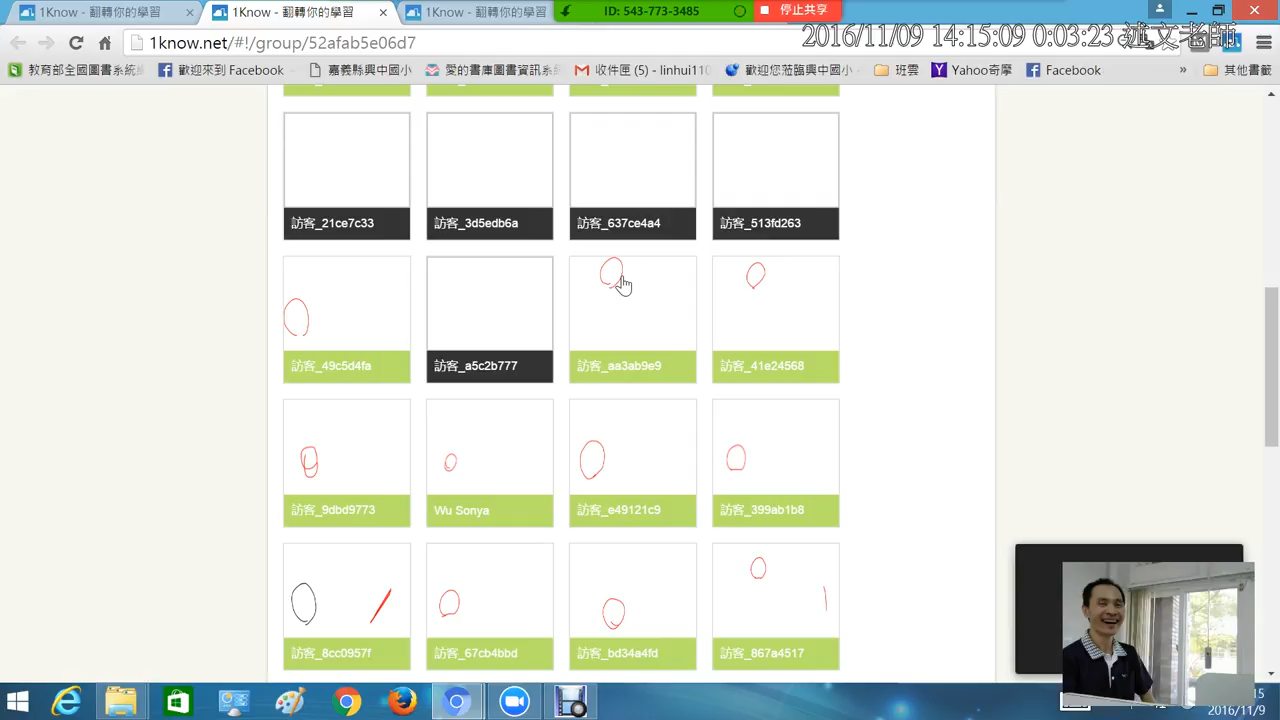 1Know - 翻轉你的學習
1Know - 翻轉你的學習
1Know - 翻轉你的學習
ID: 543-773-3485
停止共享
1know.net/#!/group/52afab5e06d7
2016/11/09 14:15:09 0:03:23 述文老師
教育部全國圖書系統
歡迎來到 Facebook
嘉義縣興中國小
愛的書庫圖書資訊系
收件匣 (5) - linhui110
歡迎您蒞臨興中國小
班雲
Yahoo奇摩
Facebook
»
其他書籤
訪客_21ce7c33
訪客_3d5edb6a
訪客_637ce4a4
訪客_513fd263
訪客_49c5d4fa
訪客_a5c2b777
訪客_aa3ab9e9
訪客_41e24568
訪客_9dbd9773
Wu Sonya
訪客_e49121c9
訪客_399ab1b8
訪客_8cc0957f
訪客_67cb4bbd
訪客_bd34a4fd
訪客_867a4517
2016/11/9